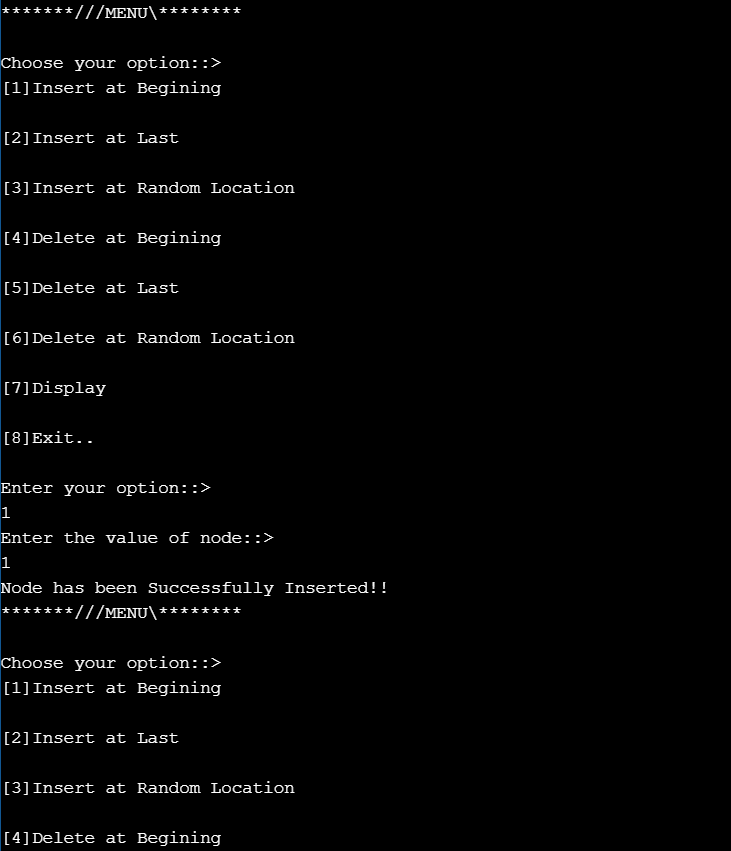 *******///MENU\********
Choose your option::>
[1]Insert at Begining
[2]Insert at Last
[3]Insert at Random Location
[4]Delete at Begining
[5]Delete at Last
[6]Delete at Random Location
[7]Display
[8]Exit..
Enter your option::>
1
Enter the value of node::>
1
Node has been Successfully Inserted!!
*******///MENU\********
Choose your option::>
[1]Insert at Begining
[2]Insert at Last
[3]Insert at Random Location
[4]Delete at Begining